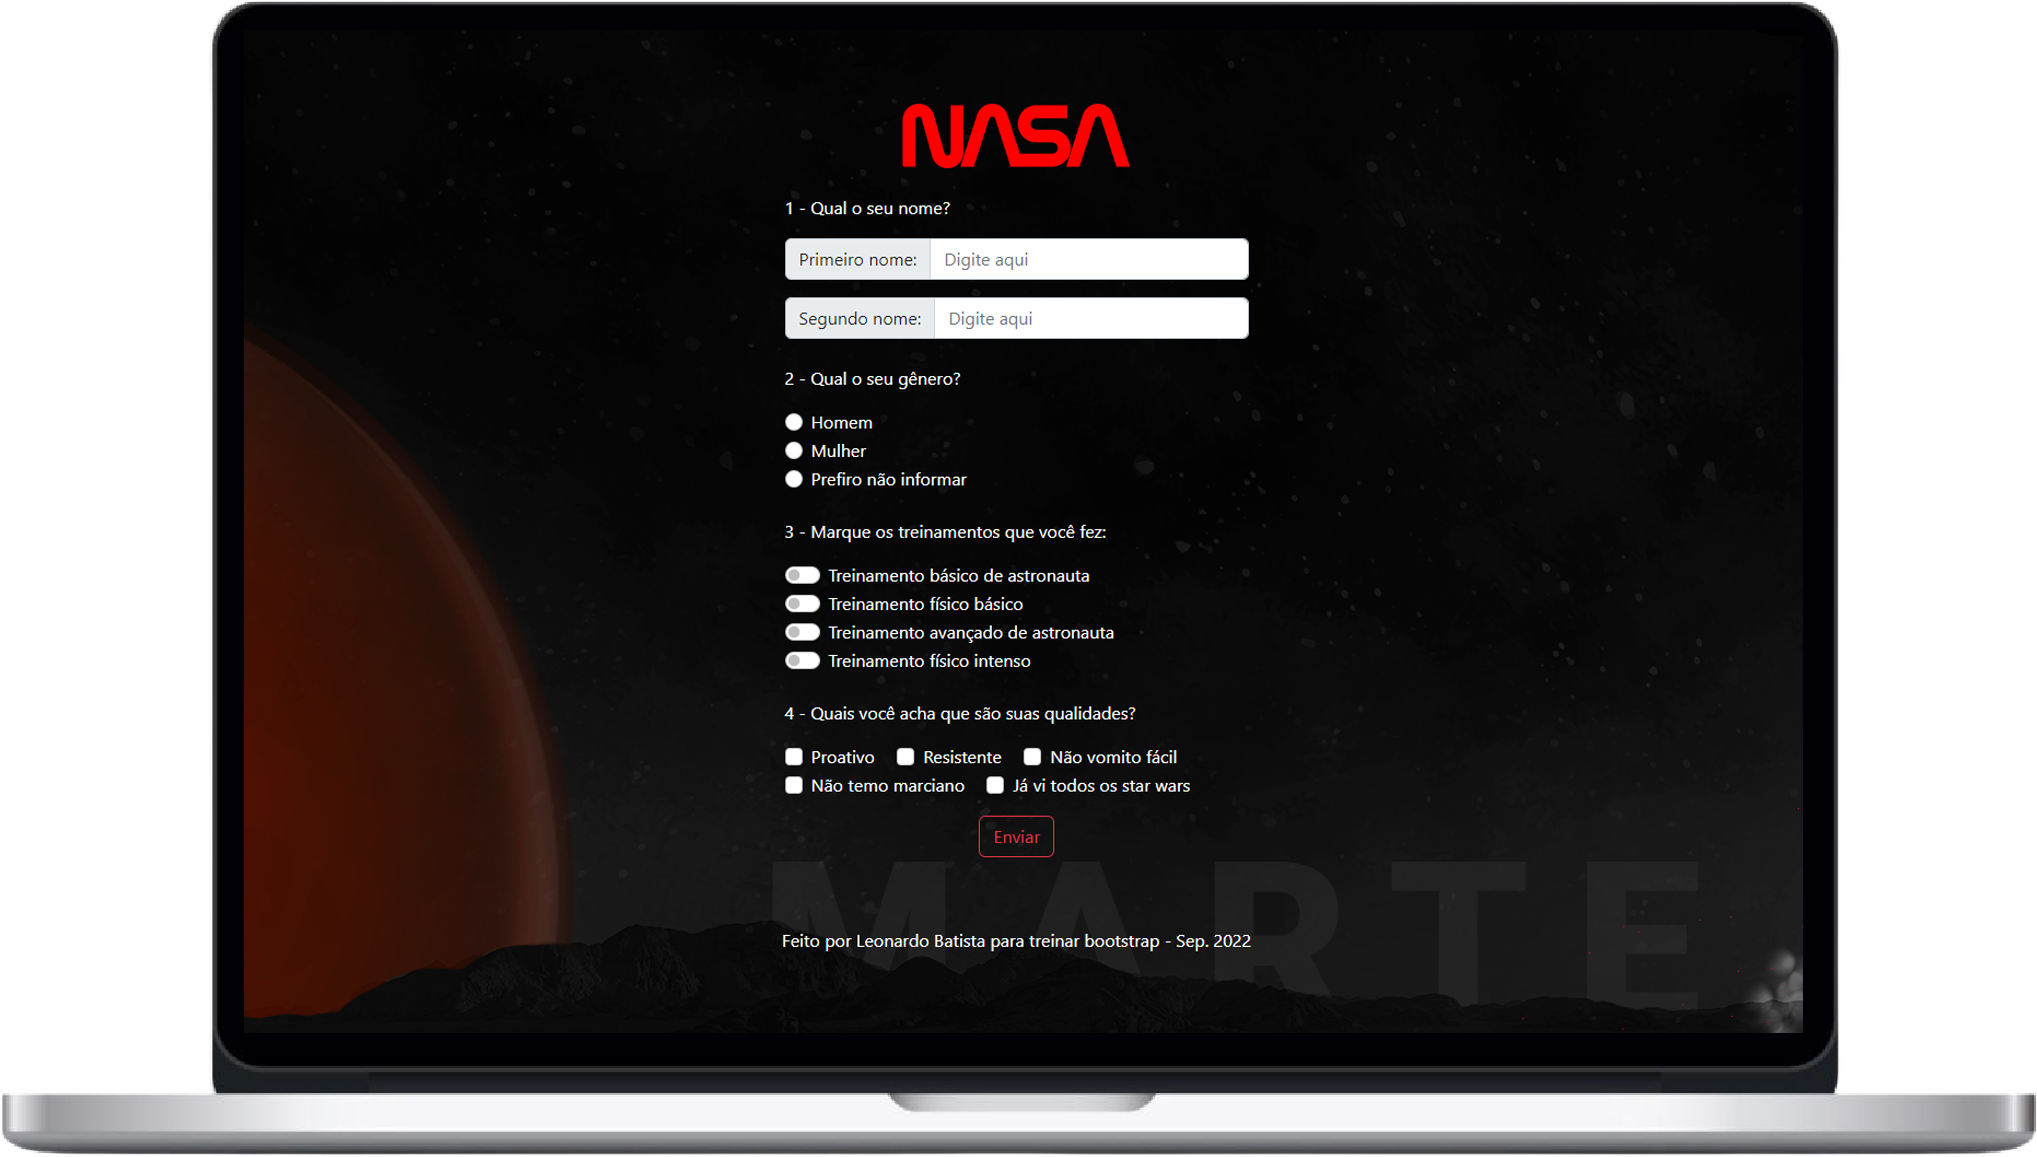 NASA
1 - Qual o seu nome?
Primeiro nome: Digite aqui
Segundo nome: Digite aqui
2 - Qual o seu gênero?
Homem
Mulher
Prefiro não informar
3 - Marque os treinamentos que você fez:
Treinamento básico de astronauta
Treinamento físico básico
Treinamento avançado de astronauta
Treinamento físico intenso
4 - Quais você acha que são suas qualidades?
Proativo Resistente Não vomito fácil
Não temo marciano Já vi todos os star wars
Enviar
MARTE
Feito por Leonardo Batista para treinar bootstrap - Sep. 2022